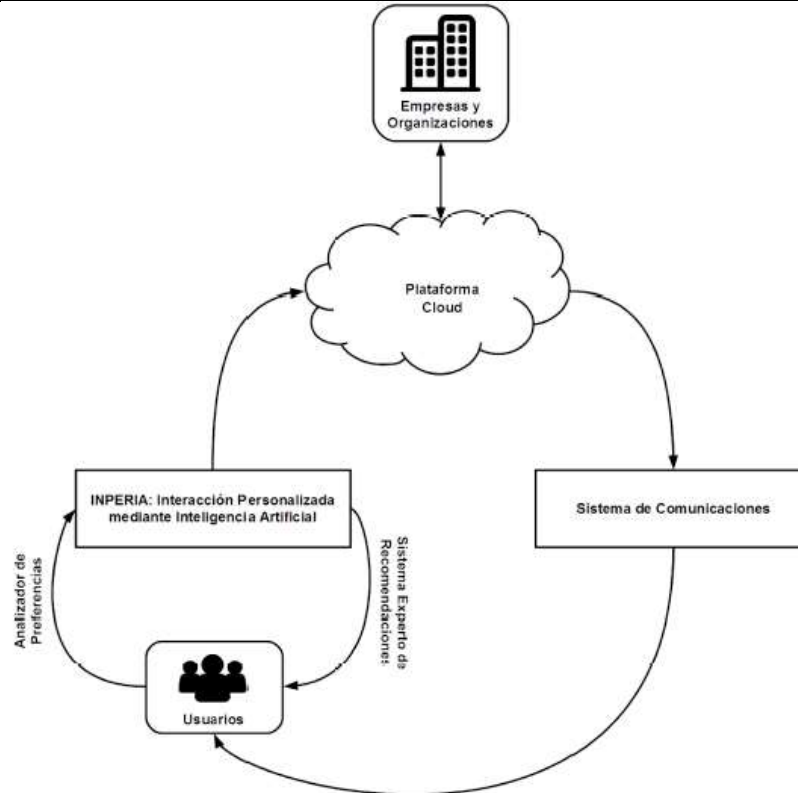 Empresas y
Organizaciones
Plataforma
Cloud
INPERIA: Interacción Personalizada
mediante Inteligencia Artificial
Sistema de Comunicaciones
Analizador de
Preferencias
Sistema Experto de
Recomendaciones
Usuarios